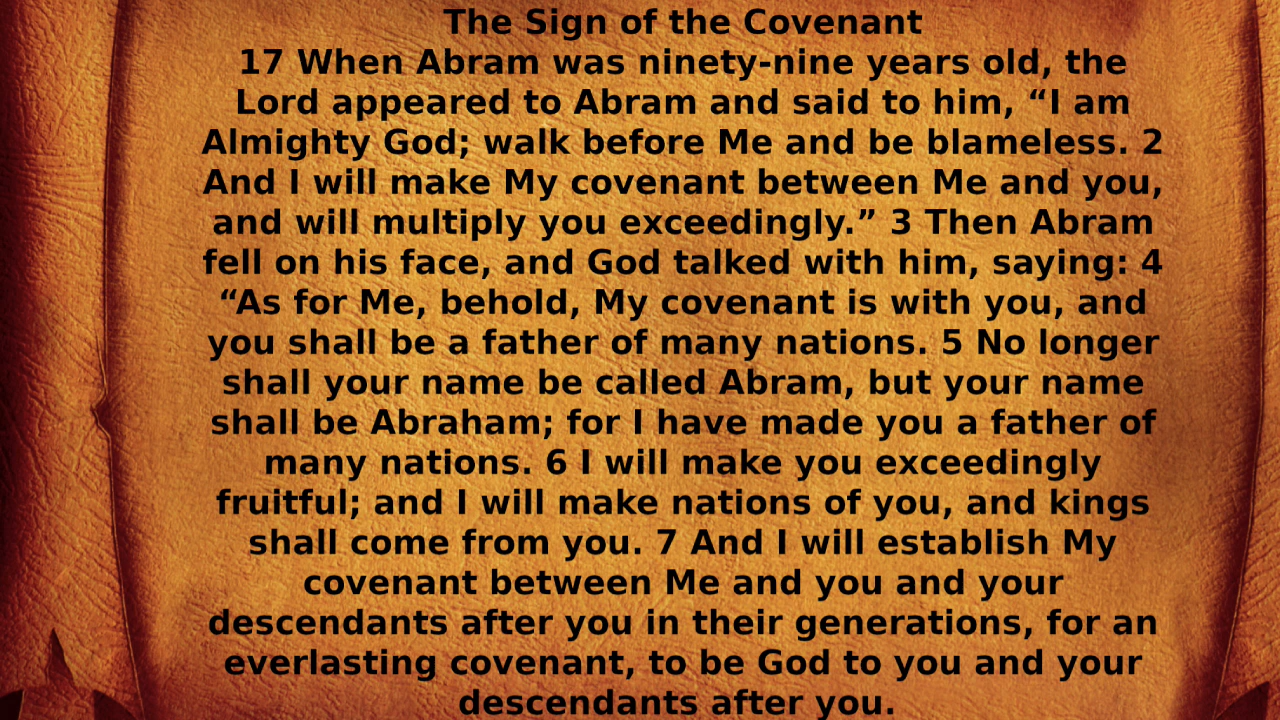 The Sign of the Covenant
17 When Abram was ninety-nine years old, the
Lord appeared to Abram and said to him, “I am
Almighty God; walk before Me and be blameless. 2
And I will make My covenant between Me and you,
and will multiply you exceedingly.” 3 Then Abram
fell on his face, and God talked with him, saying: 4
“As for Me, behold, My covenant is with you, and
you shall be a father of many nations. 5 No longer
shall your name be called Abram, but your name
shall be Abraham; for I have made you a father of
many nations. 6 I will make you exceedingly
fruitful; and I will make nations of you, and kings
shall come from you. 7 And I will establish My
covenant between Me and you and your
descendants after you in their generations, for an
everlasting covenant, to be God to you and your
descendants after you.